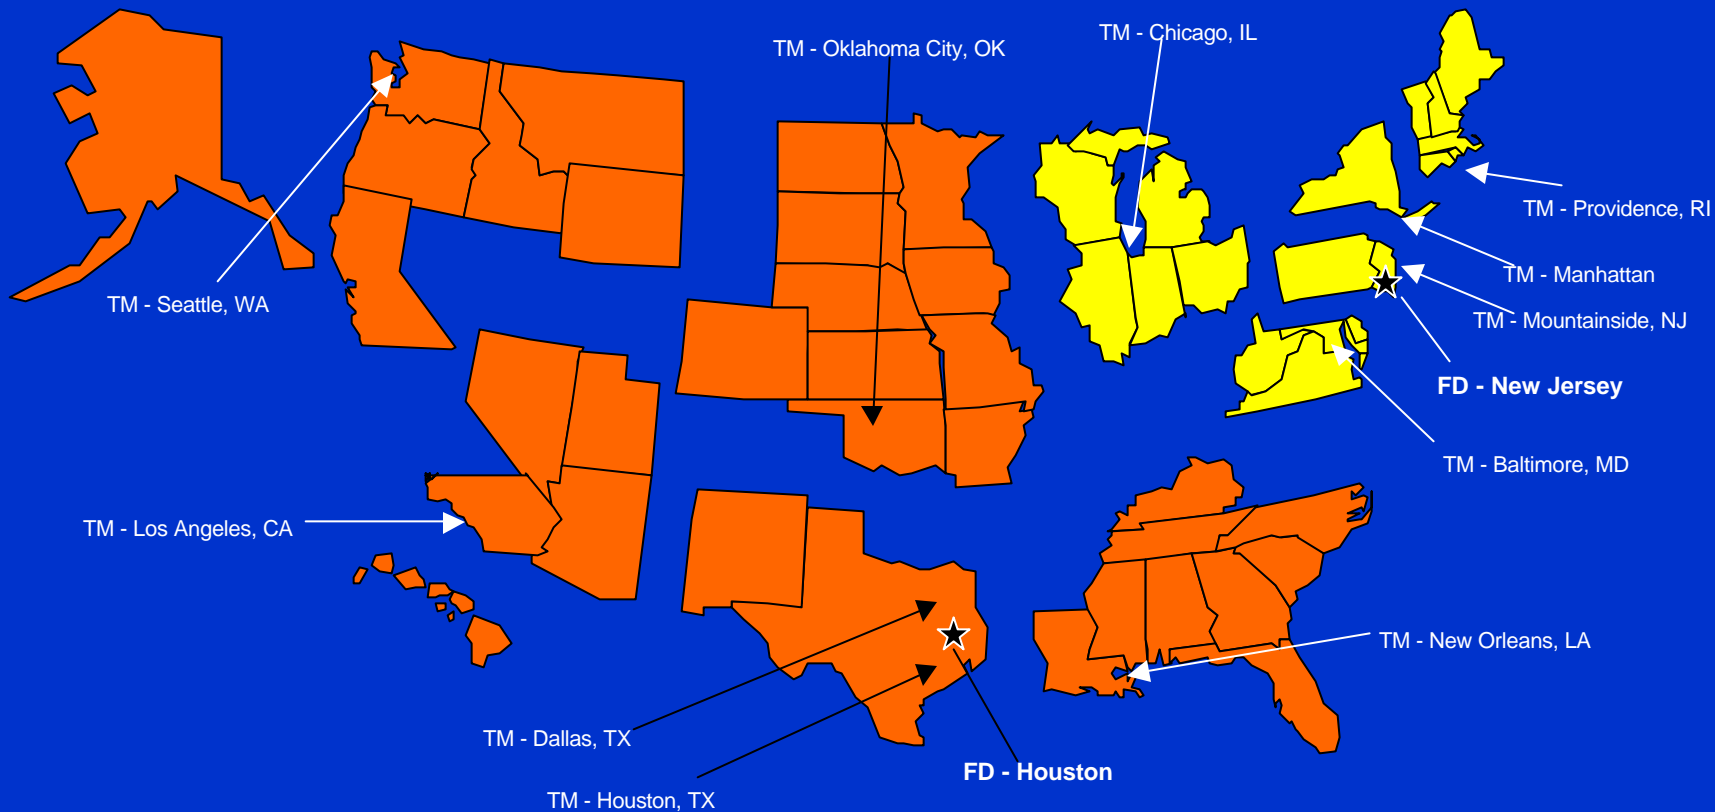 TM - Oklahoma City, OK
TM - Chicago, IL
TM - Providence, RI
TM - Manhattan
TM - Seattle, WA
TM - Mountainside, NJ
FD - New Jersey
TM - Baltimore, MD
TM - Los Angeles, CA
TM - New Orleans, LA
TM - Dallas, TX
FD - Houston
TM - Houston, TX